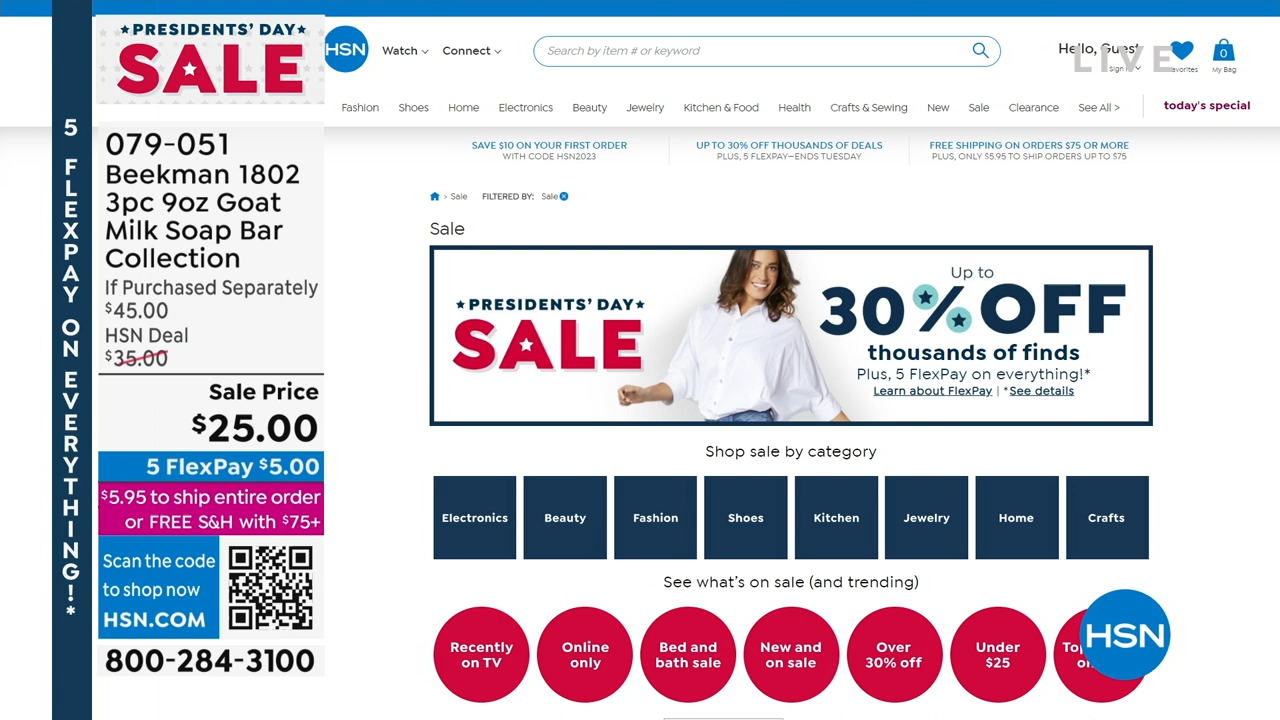 ★PRESIDENTS' DAY★
SALE
5 FLEXPAY ON EVERYTHING!*
079-051
Beekman 1802
3pc 9oz Goat
Milk Soap Bar
Collection
If Purchased Separately
$45.00
HSN Deal
$35.00
Sale Price
$25.00
5 FlexPay $5.00
$5.95 to ship entire order
or FREE S&H with $75+
Scan the code
to shop now
HSN.COM
800-284-3100
HSN
Watch
Connect
Search by item # or keyword
Hello, Guest
Sign In
LIVE
Favorites
0
My Bag
Fashion Shoes Home Electronics Beauty Jewelry Kitchen & Food Health Crafts & Sewing New Sale Clearance See All > today's special
SAVE $10 ON YOUR FIRST ORDER
WITH CODE HSN2023
UP TO 30% OFF THOUSANDS OF DEALS
PLUS, 5 FLEXPAY—ENDS TUESDAY
FREE SHIPPING ON ORDERS $75 OR MORE
PLUS, ONLY $5.95 TO SHIP ORDERS UP TO $75
> Sale FILTERED BY: Sale
Sale
★PRESIDENTS' DAY★
SALE
Up to
30% OFF
thousands of finds
Plus, 5 FlexPay on everything!*
Learn about FlexPay | *See details
Shop sale by category
Electronics Beauty Fashion Shoes Kitchen Jewelry Home Crafts
See what's on sale (and trending)
Recently
on TV
Online
only
Bed and
bath sale
New and
on sale
Over
30% off
Under
$25
HSN